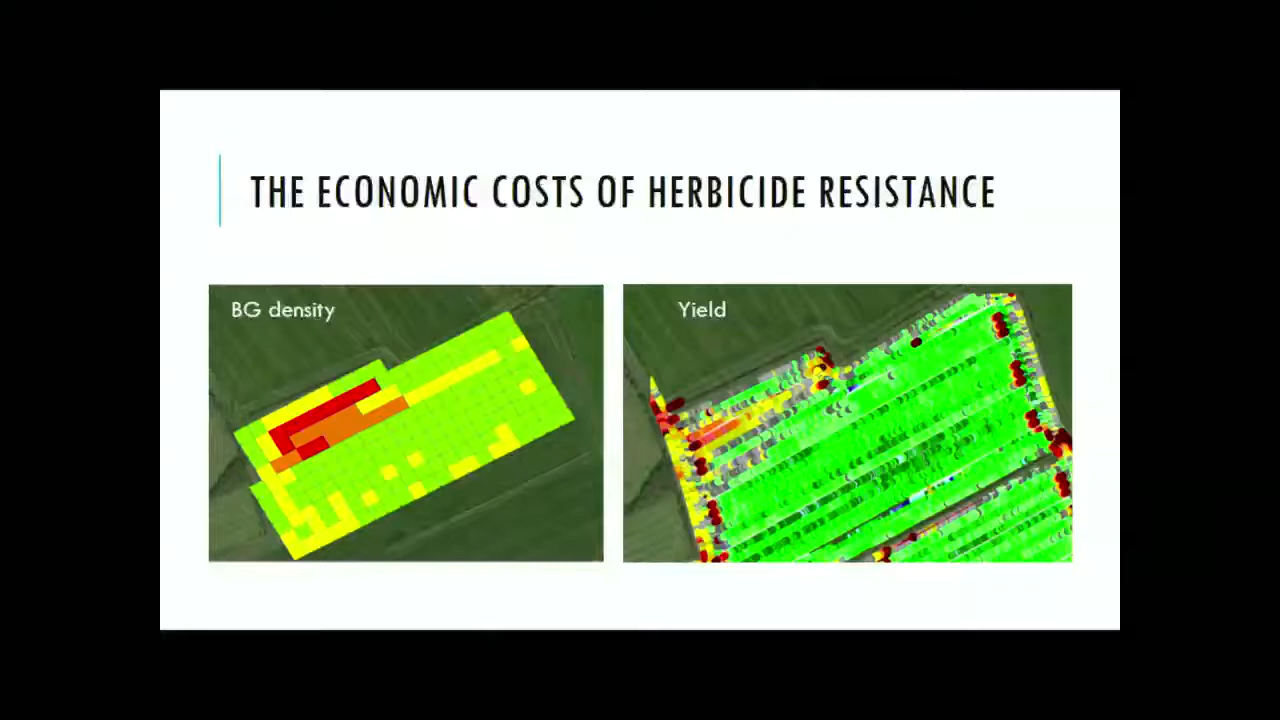 THE ECONOMIC COSTS OF HERBICIDE RESISTANCE
BG density
Yield